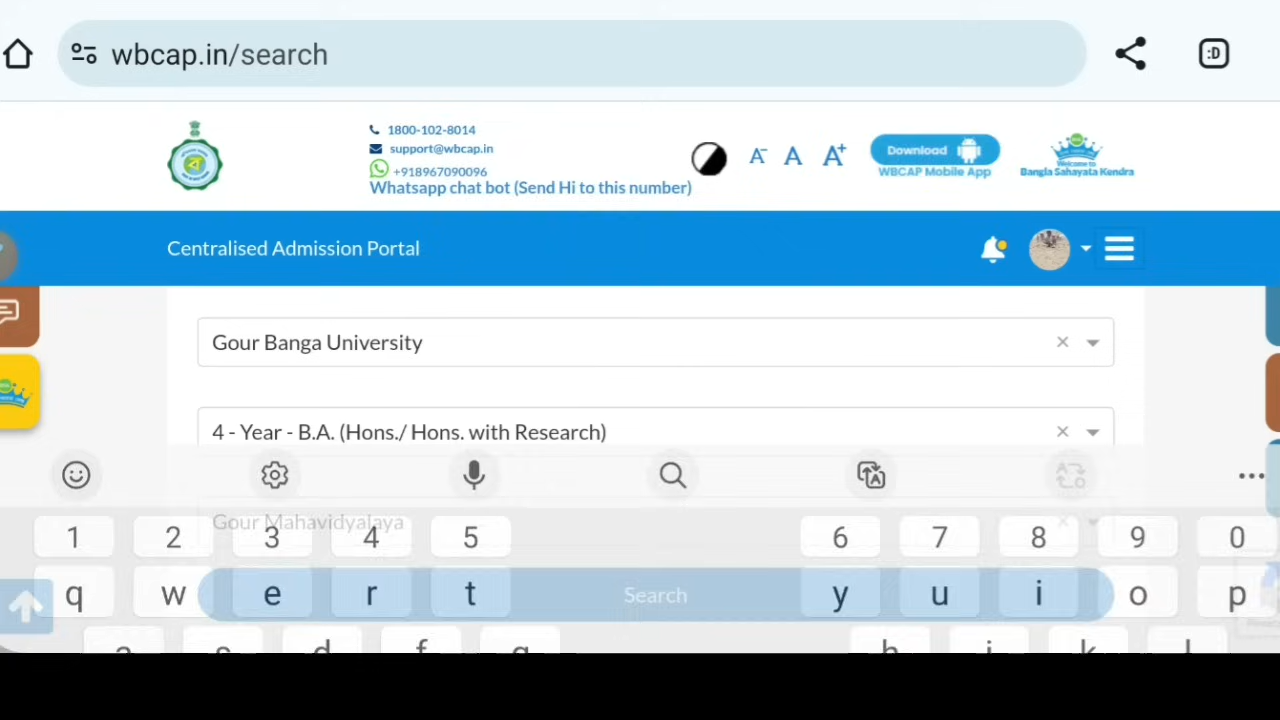 wbcap.in/search
:D
1800-102-8014
support@wbcap.in
+918967090096
Whatsapp chat bot (Send Hi to this number)
A- A A+
Download
WBCAP Mobile App
Welcome to
Bangla Sahayata Kendra
Centralised Admission Portal
Gour Banga University
4 - Year - B.A. (Hons./ Hons. with Research)
Gour Mahavidyalaya
1 2 3 4 5 6 7 8 9 0
Search
q w e r t y u i o p
a s d f g h j k l